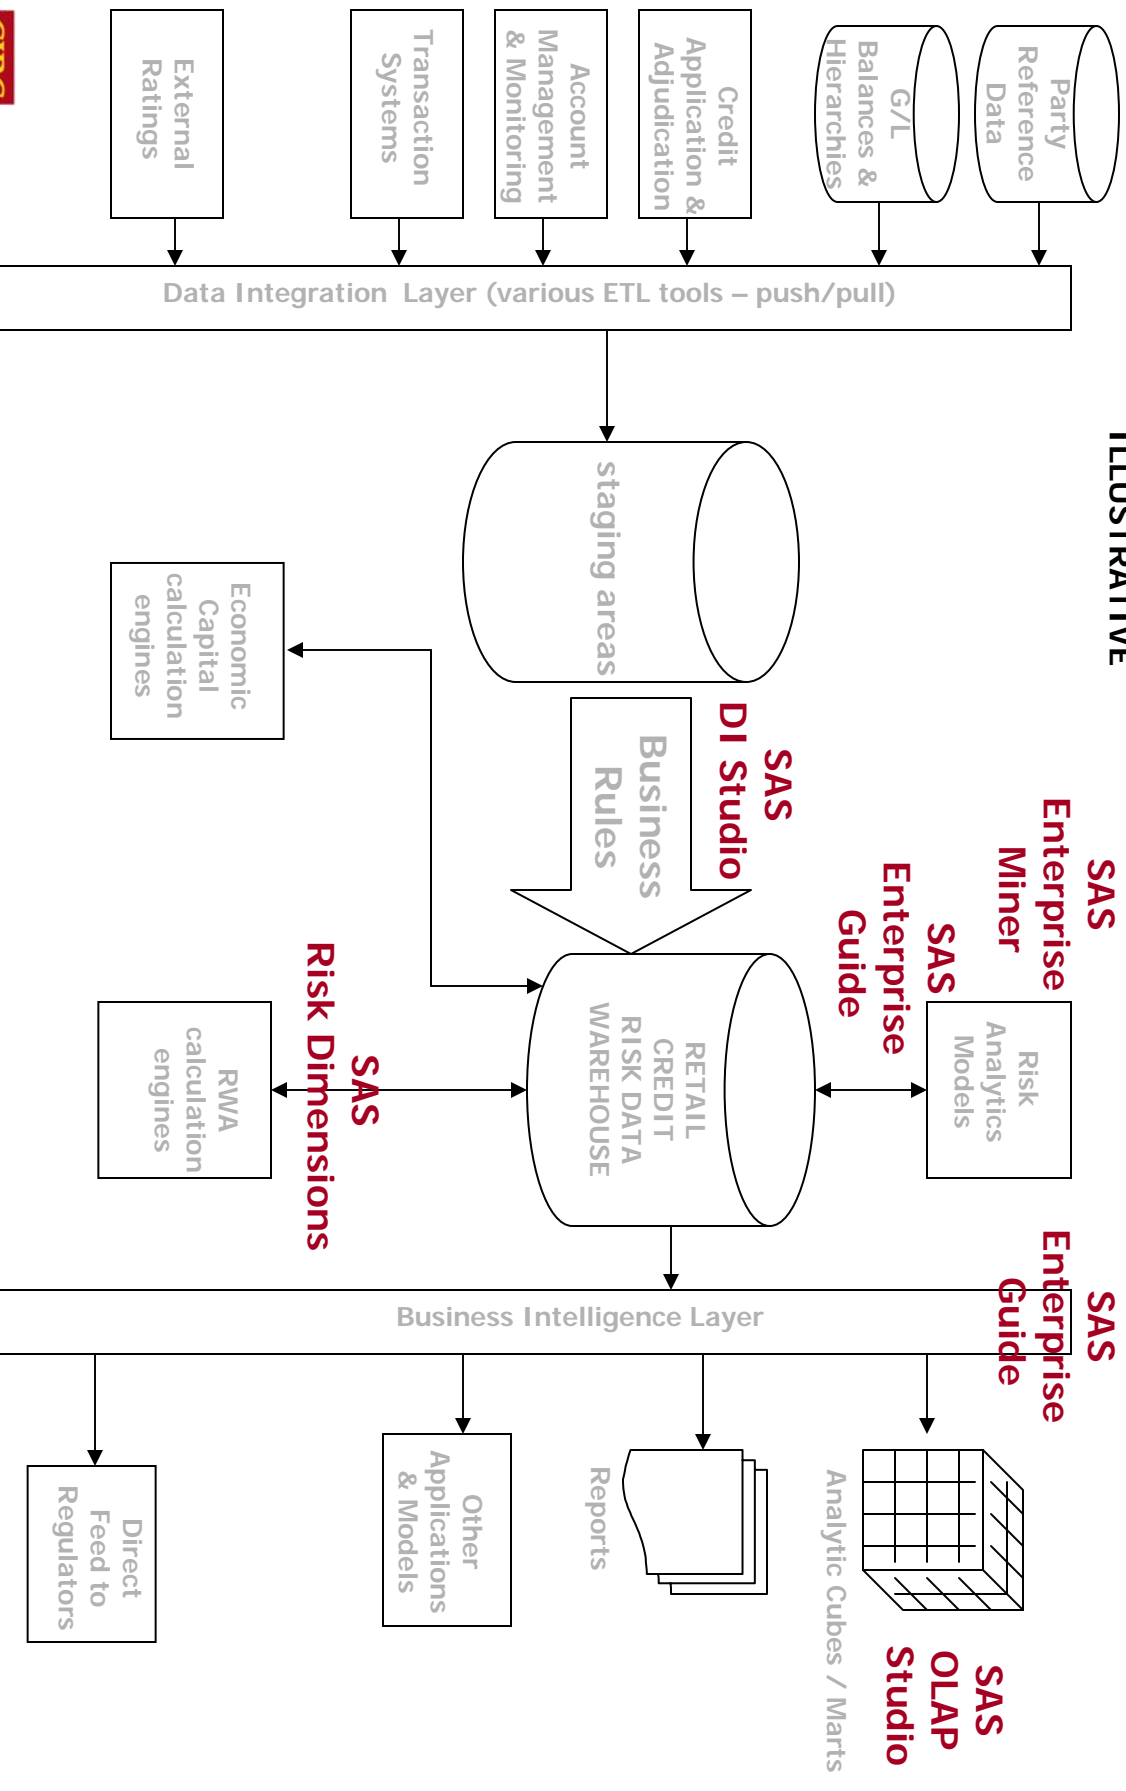 ILLUSTRATIVE
Party
Reference
Data
G/L
Balances &
Hierarchies
Credit
Application &
Adjudication
Account
Management
& Monitoring
Transaction
Systems
External
Ratings
Data Integration Layer (various ETL tools – push/pull)
staging areas
SAS
DI Studio
Business
Rules
Economic
Capital
calculation
engines
SAS
Enterprise
Miner
SAS
Enterprise
Guide
Risk
Analytics
Models
RETAIL
CREDIT
RISK DATA
WAREHOUSE
SAS
Risk Dimensions
RWA
calculation
engines
SAS
Enterprise
Guide
Business Intelligence Layer
Analytic Cubes / Marts
SAS
OLAP
Studio
Reports
Other
Applications
& Models
Direct
Feed to
Regulators
CIBC